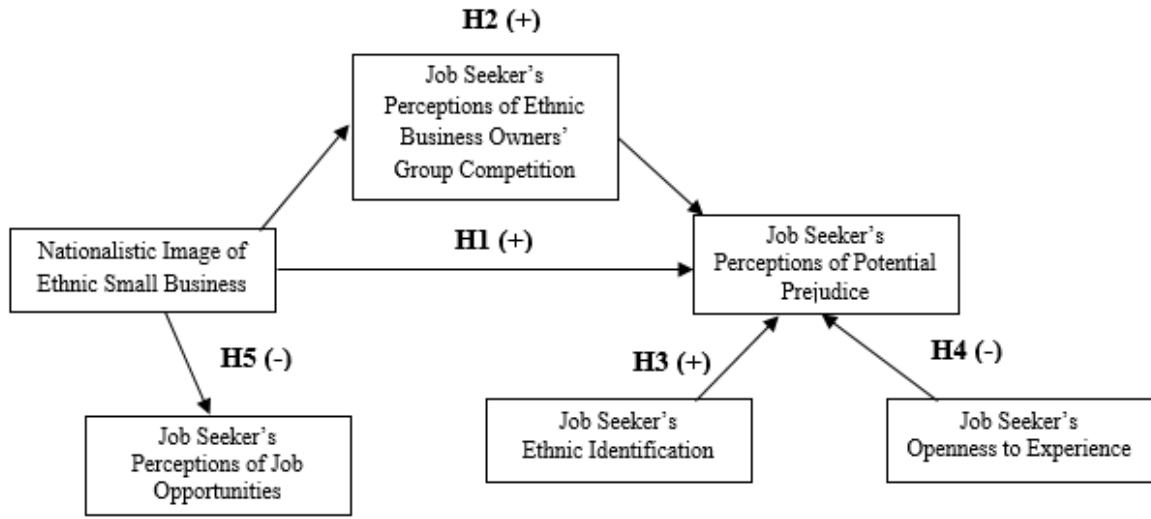 H2 (+)
Job Seeker's
Perceptions of Ethnic
Business Owners'
Group Competition
Nationalistic Image of
Ethnic Small Business
H1 (+)
Job Seeker's
Perceptions of Potential
Prejudice
H5 (-)
H3 (+)
H4 (-)
Job Seeker's
Perceptions of Job
Opportunities
Job Seeker's
Ethnic Identification
Job Seeker's
Openness to Experience